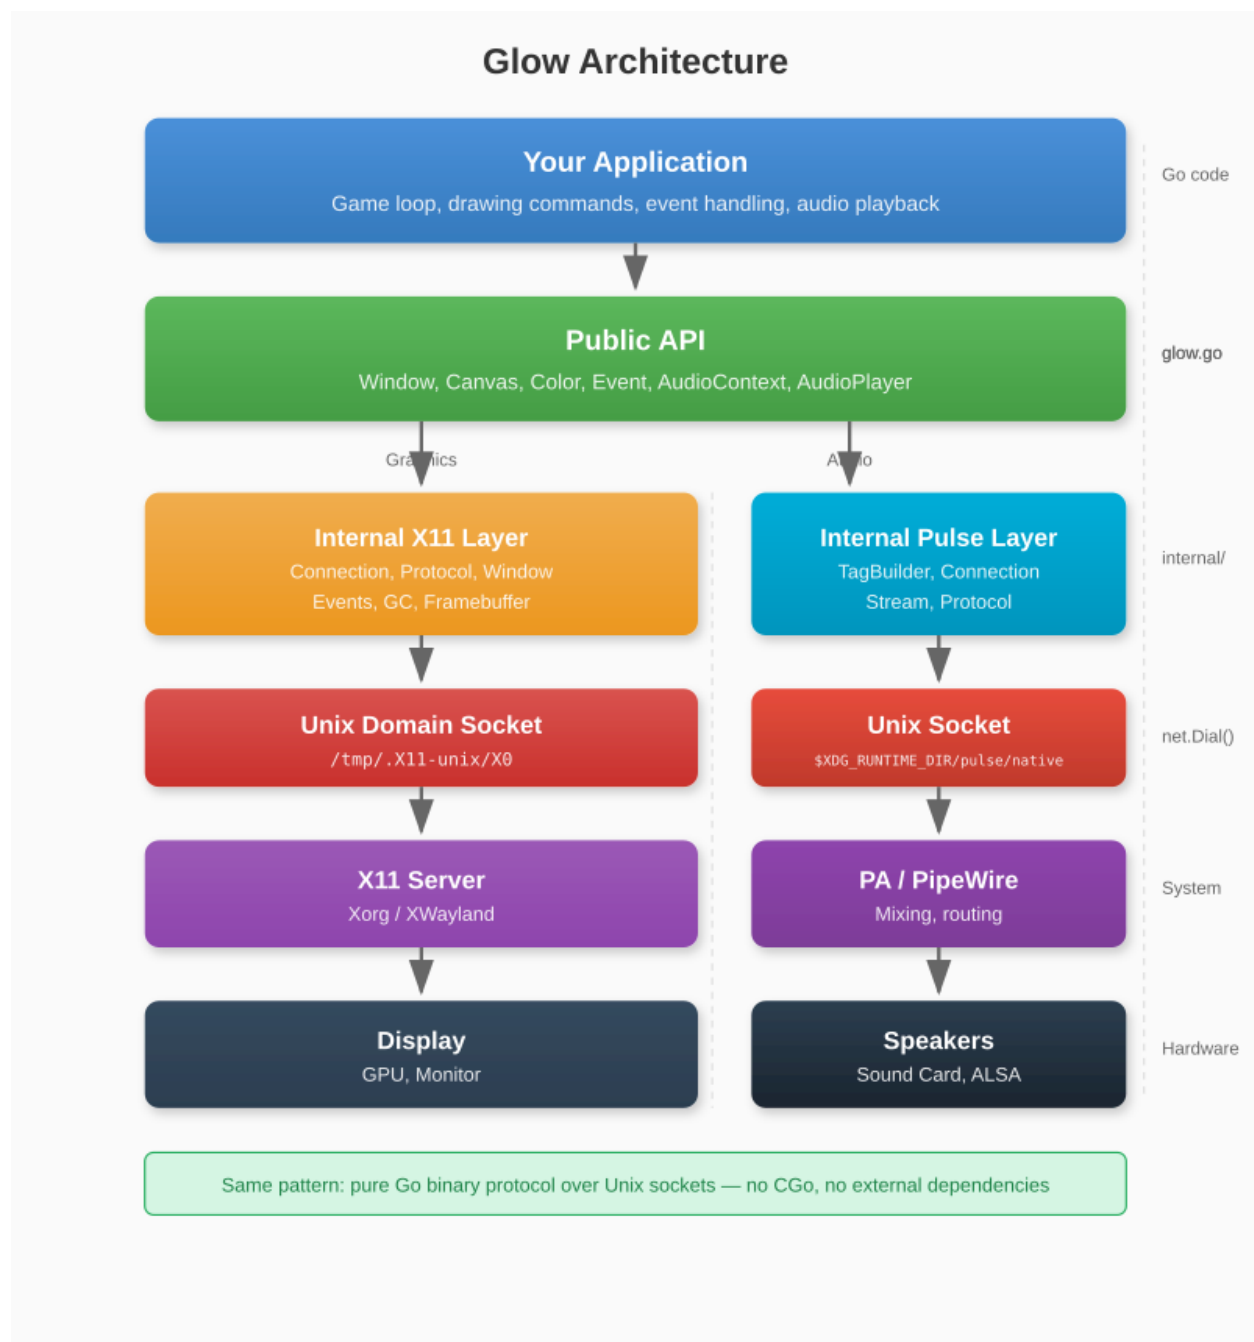 Glow Architecture
Your Application
Game loop, drawing commands, event handling, audio playback
Go code
Public API
Window, Canvas, Color, Event, AudioContext, AudioPlayer
glow.go
Graphics
Audio
Internal X11 Layer
Connection, Protocol, Window
Events, GC, Framebuffer
Internal Pulse Layer
TagBuilder, Connection
Stream, Protocol
internal/
Unix Domain Socket
/tmp/.X11-unix/X0
Unix Socket
$XDG_RUNTIME_DIR/pulse/native
net.Dial()
X11 Server
Xorg / XWayland
PA / PipeWire
Mixing, routing
System
Display
GPU, Monitor
Speakers
Sound Card, ALSA
Hardware
Same pattern: pure Go binary protocol over Unix sockets — no CGo, no external dependencies